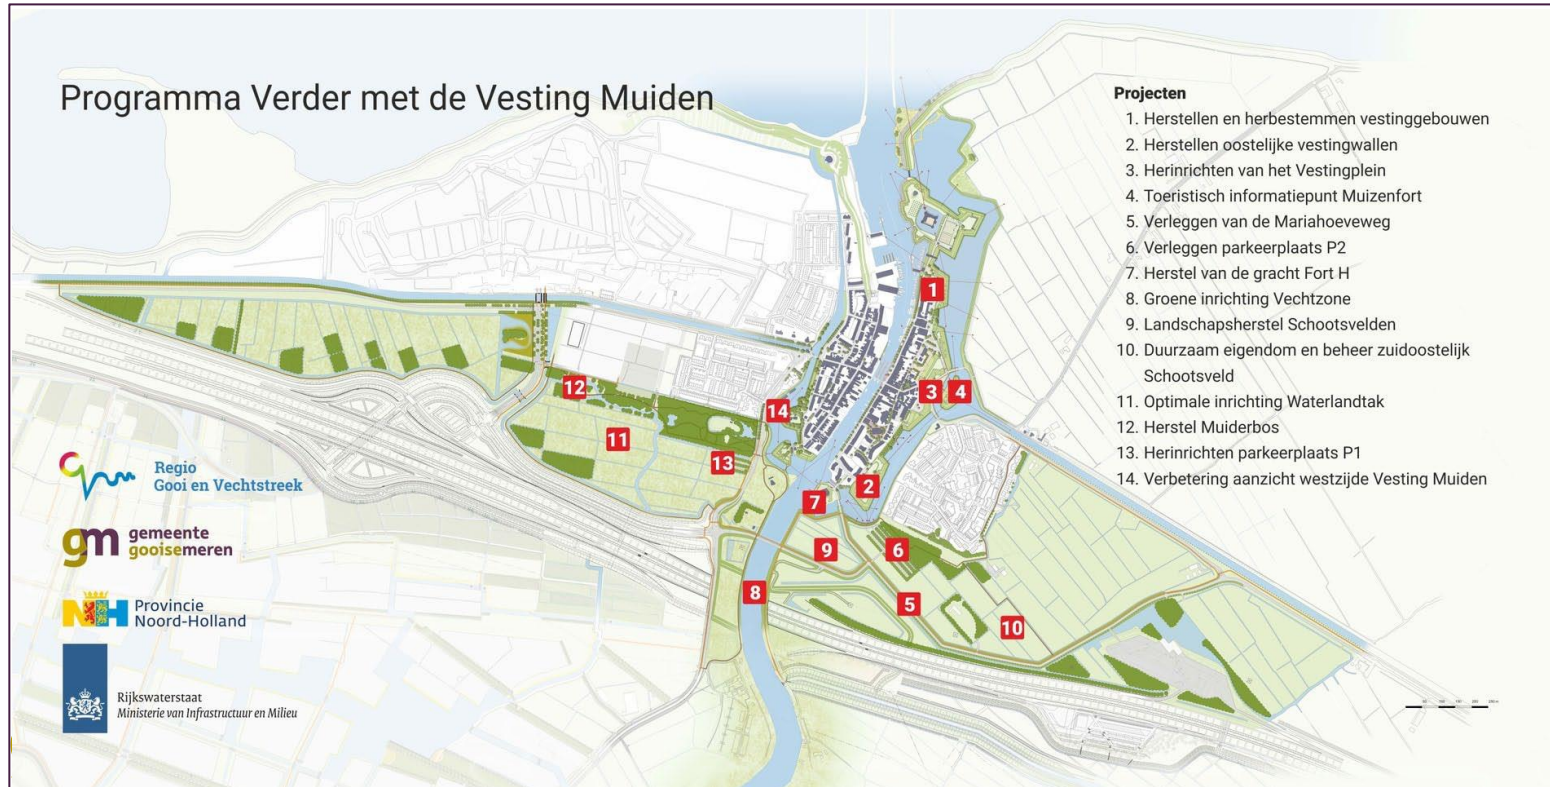 Programma Verder met de Vesting Muiden
Projecten
1. Herstellen en herbestemmen vestinggebouwen
2. Herstellen oostelijke vestingwallen
3. Herinrichten van het Vestingplein
4. Toeristisch informatiepunt Muizenfort
5. Verleggen van de Mariahoeveweg
6. Verleggen parkeerplaats P2
7. Herstel van de gracht Fort H
8. Groene inrichting Vechtzone
9. Landschapsherstel Schootsvelden
10. Duurzaam eigendom en beheer zuidoostelijk
Schootsveld
11. Optimale inrichting Waterlandtak
12. Herstel Muiderbos
13. Herinrichten parkeerplaats P1
14. Verbetering aanzicht westzijde Vesting Muiden
1
12
3
4
14
11
13
2
7
9
6
8
5
10
Regio
Gooi en Vechtstreek
gm gemeente
gooisemeren
NH Provincie
Noord-Holland
Rijkswaterstaat
Ministerie van Infrastructuur en Milieu